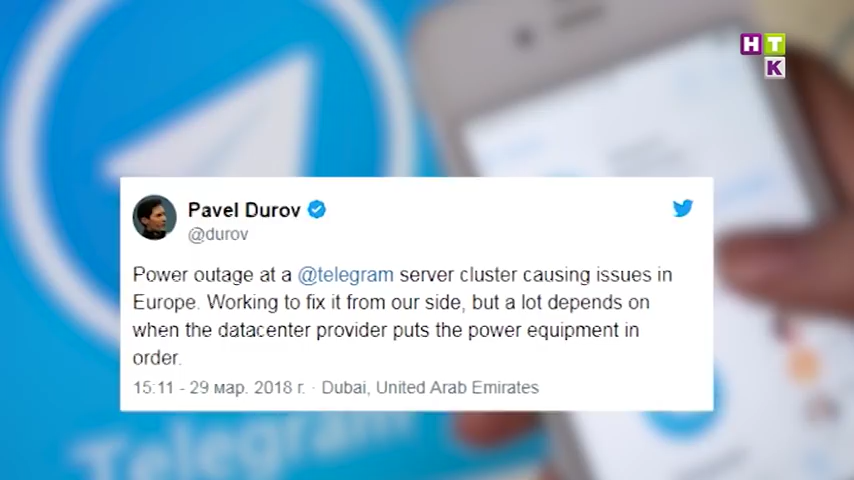 НТ
К
Pavel Durov
@durov
Power outage at a @telegram server cluster causing issues in
Europe. Working to fix it from our side, but a lot depends on
when the datacenter provider puts the power equipment in
order.
15:11 - 29 мар. 2018 г. · Dubai, United Arab Emirates
Telegram